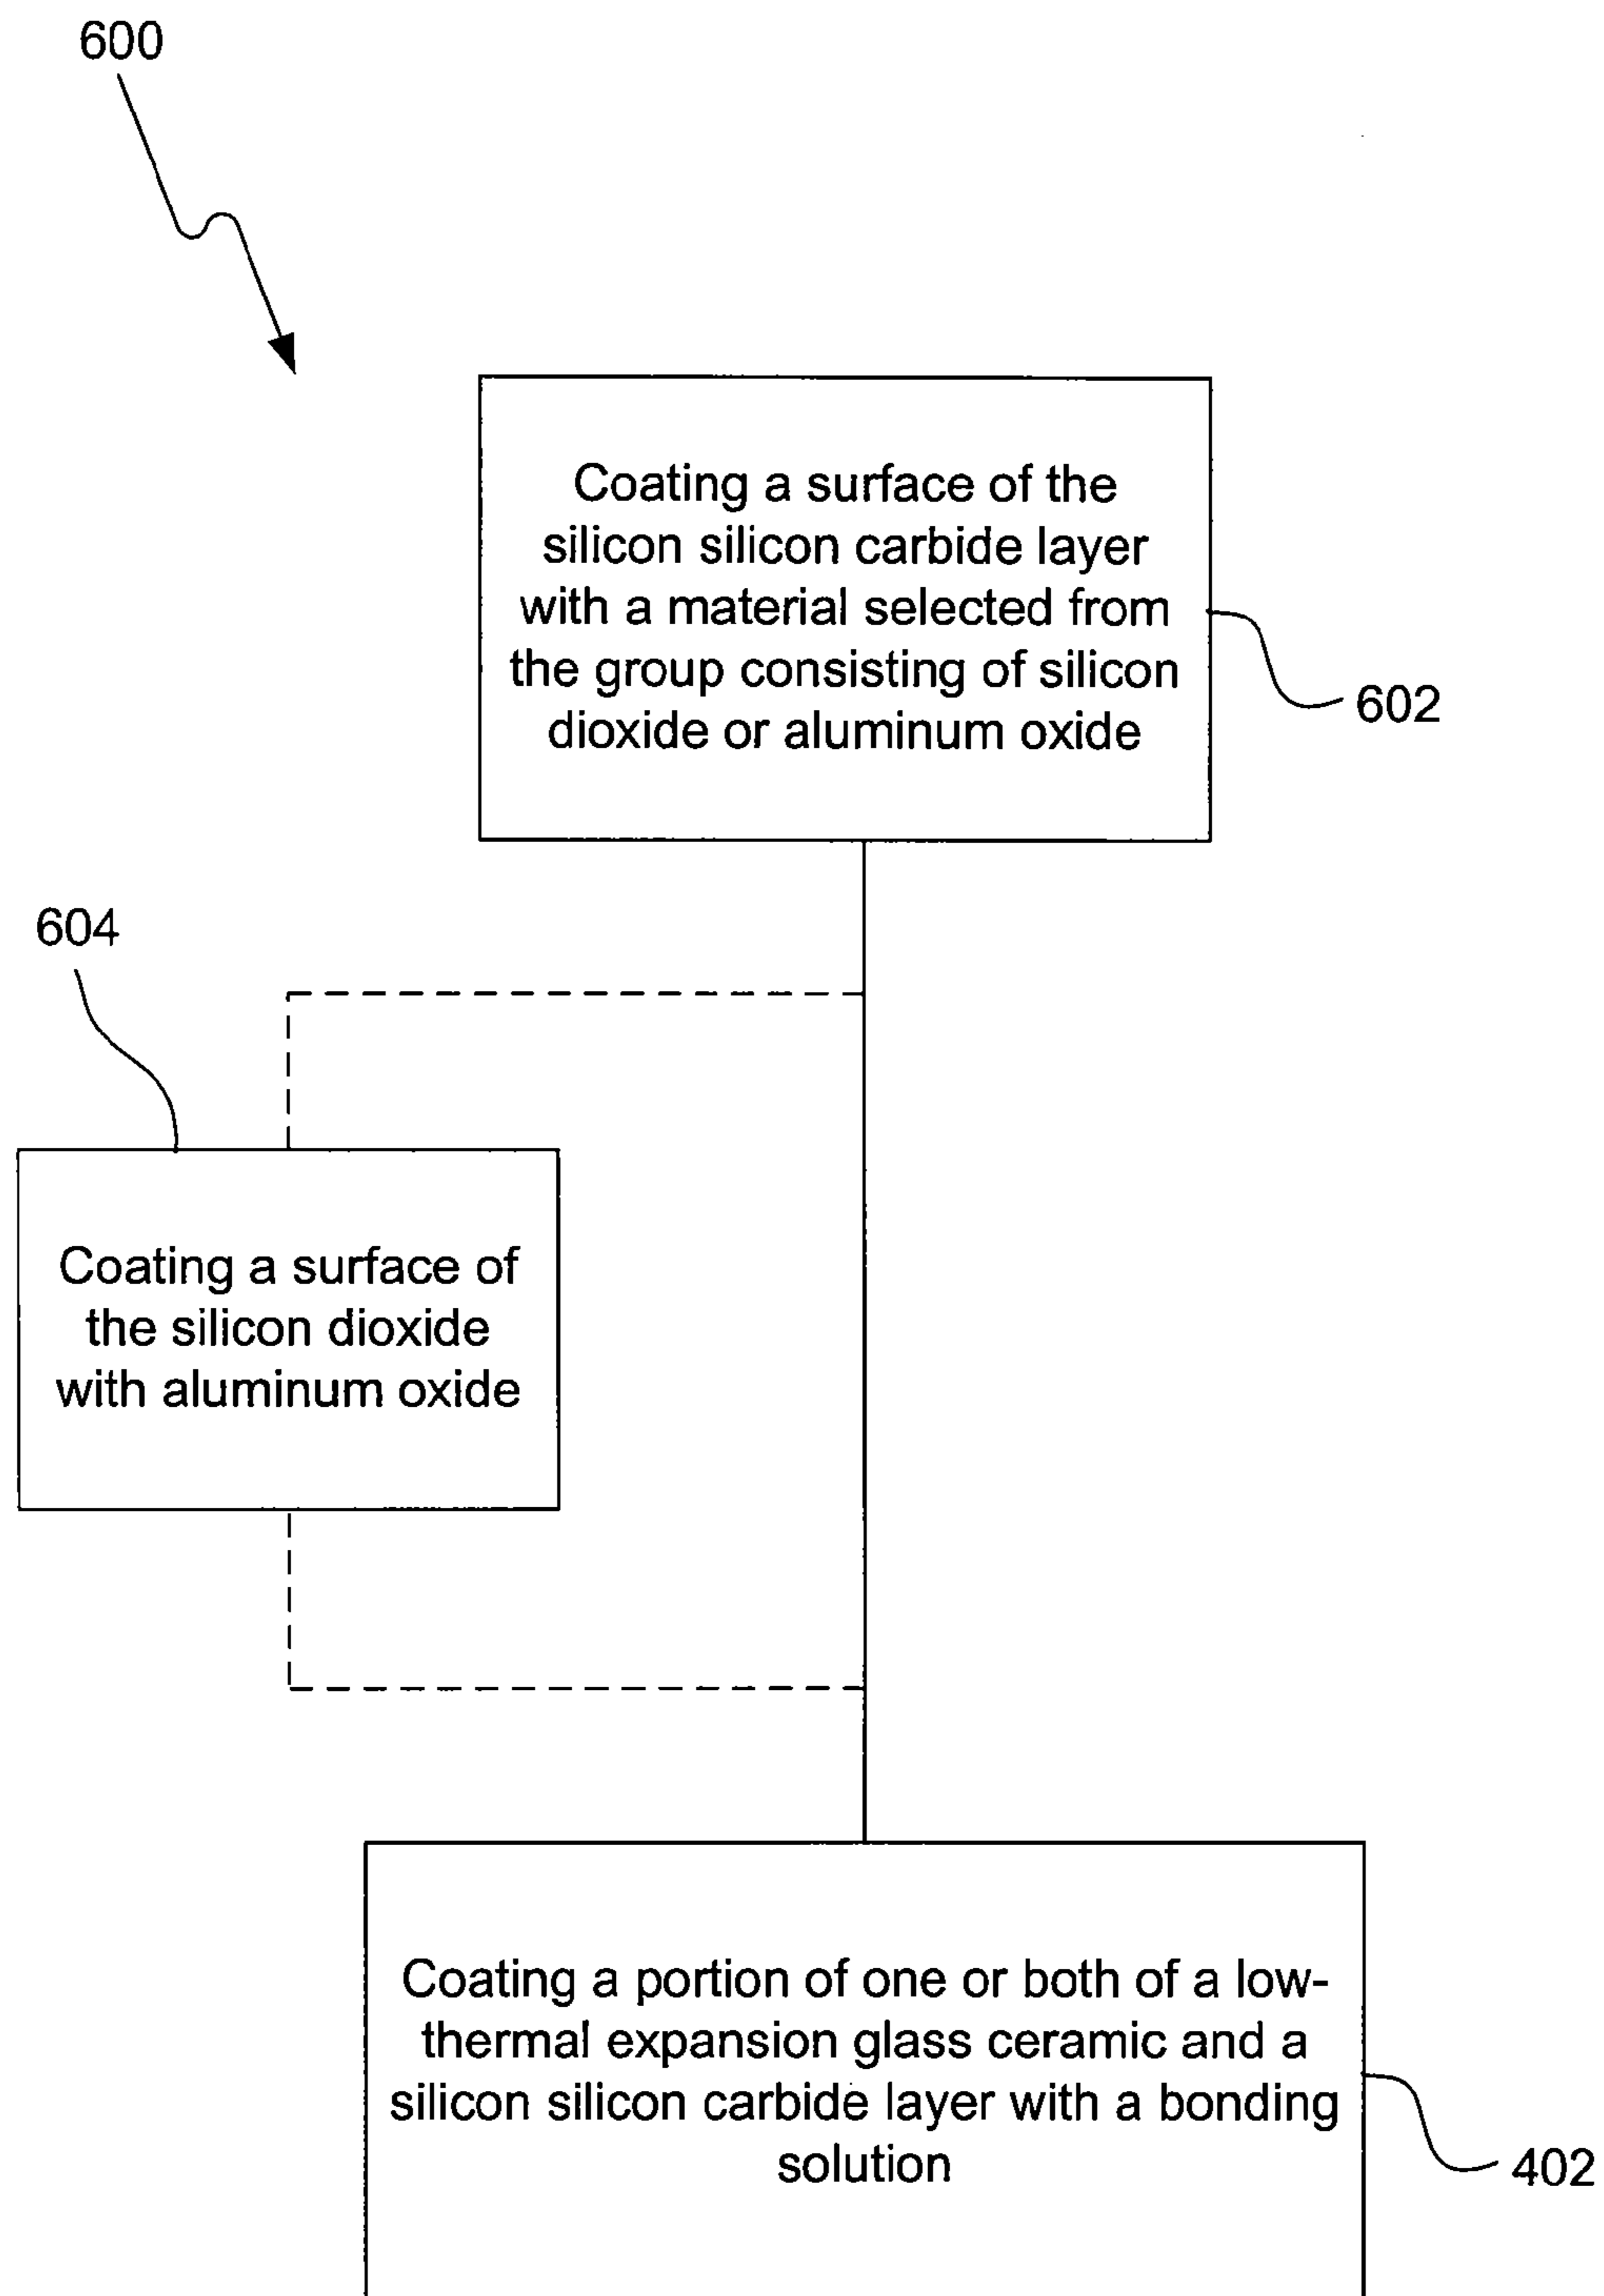 600
Coating a surface of the
silicon silicon carbide layer
with a material selected from
the group consisting of silicon
dioxide or aluminum oxide
602
604
Coating a surface of
the silicon dioxide
with aluminum oxide
Coating a portion of one or both of a low-
thermal expansion glass ceramic and a
silicon silicon carbide layer with a bonding
solution
402